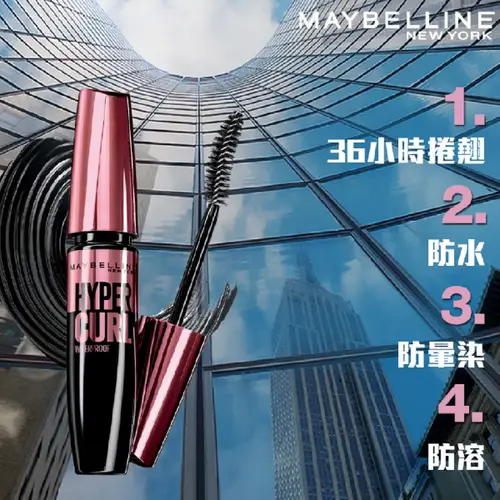 MAYBELLINE
NEW YORK
1.
36小時捲翹
2.
防水
3.
防暈染
4.
防溶
MAYBELLINE
NEW YORK
HYPER
CURL
WATERPROOF